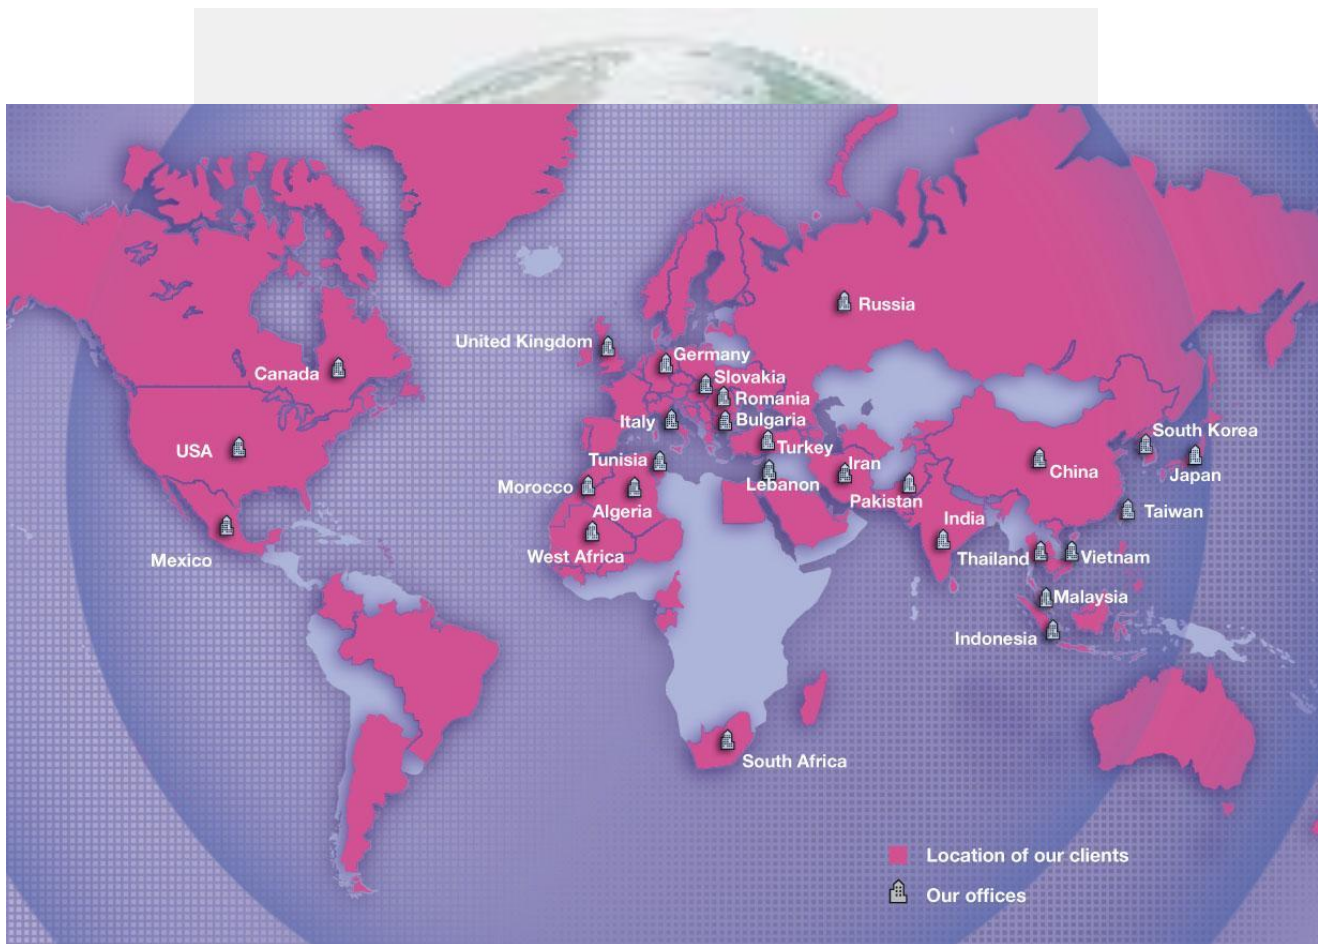 Russia
United Kingdom
Germany
Canada
Slovakia
Romania
Italy
Bulgaria
South Korea
USA
Turkey
Tunisia
Iran
China
Japan
Lebanon
Morocco
Pakistan
Algeria
India
Taiwan
West Africa
Thailand
Vietnam
Mexico
Malaysia
Indonesia
South Africa
Location of our clients
Our offices